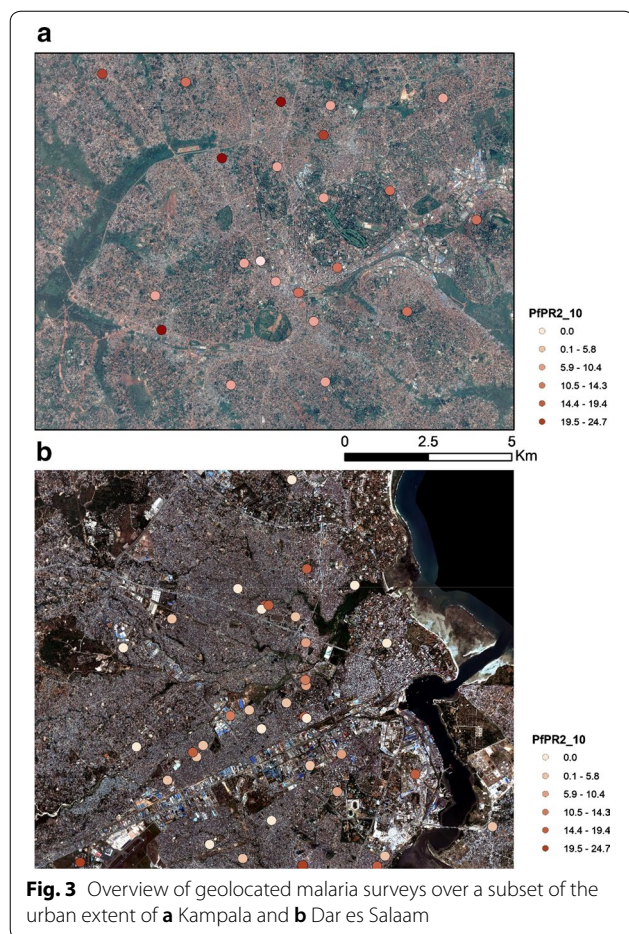 a
PfPR2_10
0.0
0.1 - 5.8
5.9 - 10.4
10.5 - 14.3
14.4 - 19.4
19.5 - 24.7
0 2.5 5
Km
b
PfPR2_10
0.0
0.1 - 5.8
5.9 - 10.4
10.5 - 14.3
14.4 - 19.4
19.5 - 24.7
Fig. 3 Overview of geolocated malaria surveys over a subset of the
urban extent of a Kampala and b Dar es Salaam